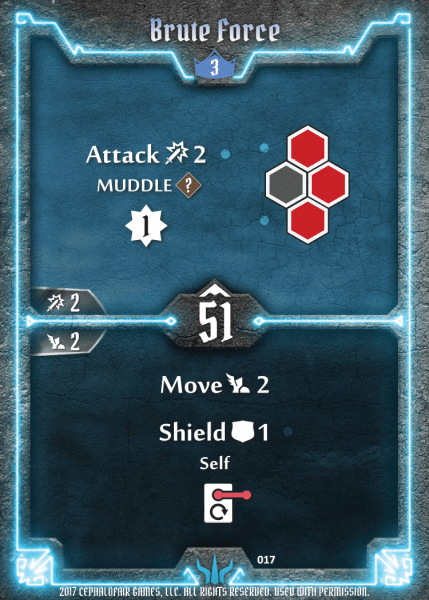 Brute Force
3
Attack 2
MUDDLE ?
1
2
51
2
Move 2
Shield 1
Self
017
2017 CEPHALOFAIR GAMES, LLC. ALL RIGHTS RESERVED. USED WITH PERMISSION.